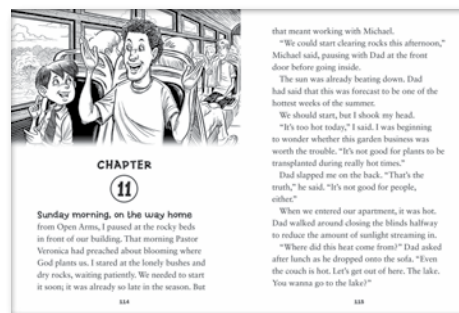 CHAPTER
11
Sunday morning, on the way home
from Open Arms, I paused at the rocky beds
in front of our building. That morning Pastor
Veronica had preached about blooming where
God plants us. I stared at the lonely bushes and
dry rocks, waiting patiently. We needed to start
it soon; it was already so late in the season. But
114
that meant working with Michael.
“We could start clearing rocks this afternoon,”
Michael said, pausing with Dad at the front
door before going inside.
The sun was already beating down. Dad
had said that this was forecast to be one of the
hottest weeks of the summer.
We should start, but I shook my head.
“It’s too hot today,” I said. I was beginning
to wonder whether this garden business was
worth the trouble. “It’s not good for plants to be
transplanted during really hot times.”
Dad slapped me on the back. “That’s the
truth,” he said. “It’s not good for people,
either.”
When we entered our apartment, it was hot.
Dad walked around closing the blinds halfway
to reduce the amount of sunlight streaming in.
“Where did this heat come from?” Dad asked
after lunch as he dropped onto the sofa. “Even
the couch is hot. Let’s get out of here. The lake.
You wanna go to the lake?”
115